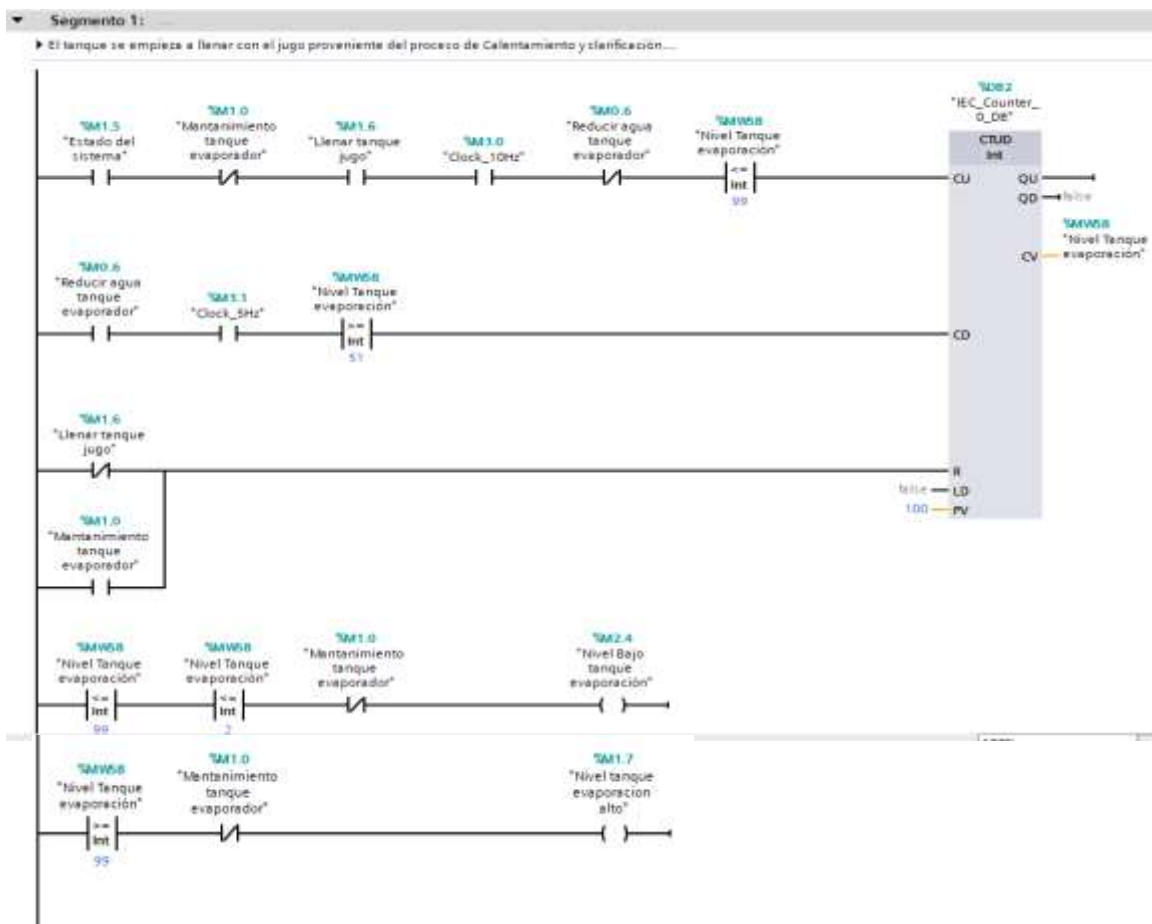 Segmento 1:
El tanque se empieza a llenar con el jugo proveniente del proceso de Calentamiento y clarificación....
%M1.5
"Estado del
sistema"
%M1.0
"Mantanimiento
tanque
evaporador"
%M1.6
"Llenar tanque
jugo"
%M3.0
"Clock_10Hz"
%M0.6
"Reducir agua
tanque
evaporador"
%MW58
"Nivel Tanque
evaporación"
<=
Int
99
%DB2
"IEC_Counter_
0_DB"
CTUD
Int
CU
QU
QD
false
%MW58
"Nivel Tanque
evaporación"
CV
%M0.6
"Reducir agua
tanque
evaporador"
%M3.1
"Clock_5Hz"
%MW58
"Nivel Tanque
evaporación"
>=
Int
51
CD
%M1.6
"Llenar tanque
jugo"
R
false
LD
100
PV
%M1.0
"Mantanimiento
tanque
evaporador"
%MW58
"Nivel Tanque
evaporación"
<=
Int
99
%MW58
"Nivel Tanque
evaporación"
<=
Int
2
%M1.0
"Mantanimiento
tanque
evaporador"
%M2.4
"Nivel Bajo
tanque
evaporación"
%MW58
"Nivel Tanque
evaporación"
>=
Int
99
%M1.0
"Mantanimiento
tanque
evaporador"
%M1.7
"Nivel tanque
evaporacion
alto"